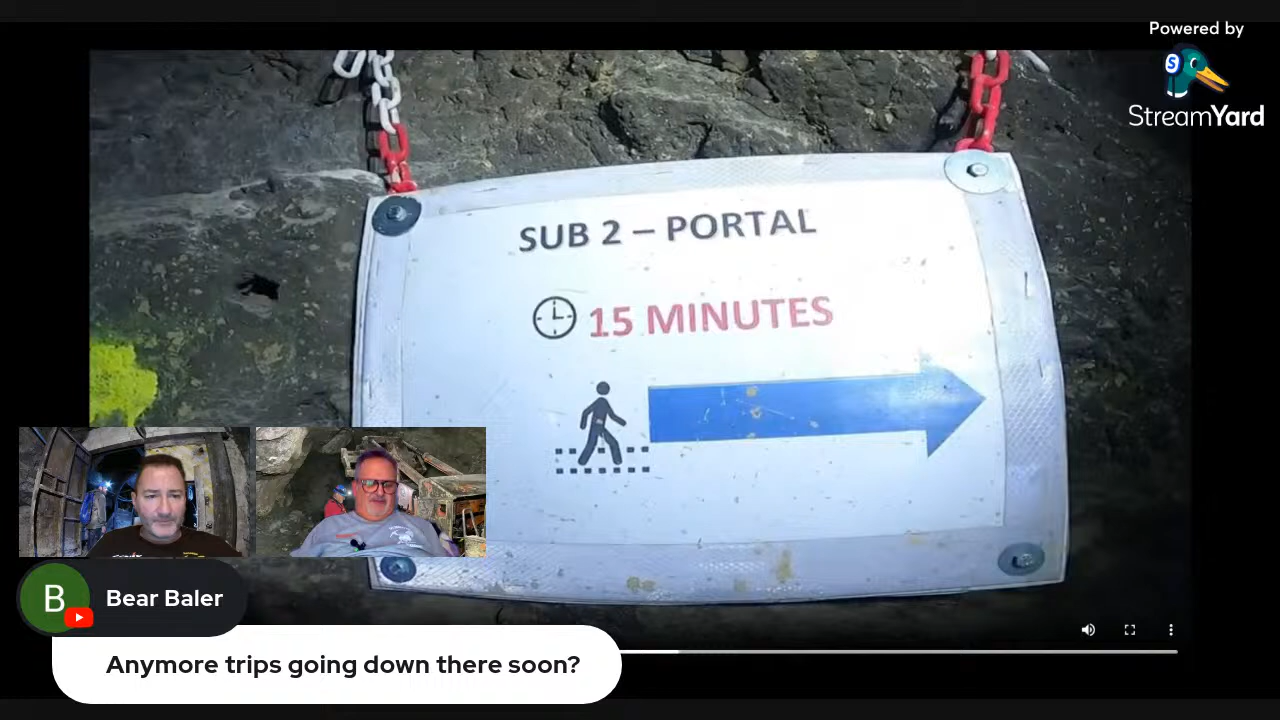 Powered by
StreamYard
SUB 2 – PORTAL
15 MINUTES
B
Bear Baler
Anymore trips going down there soon?